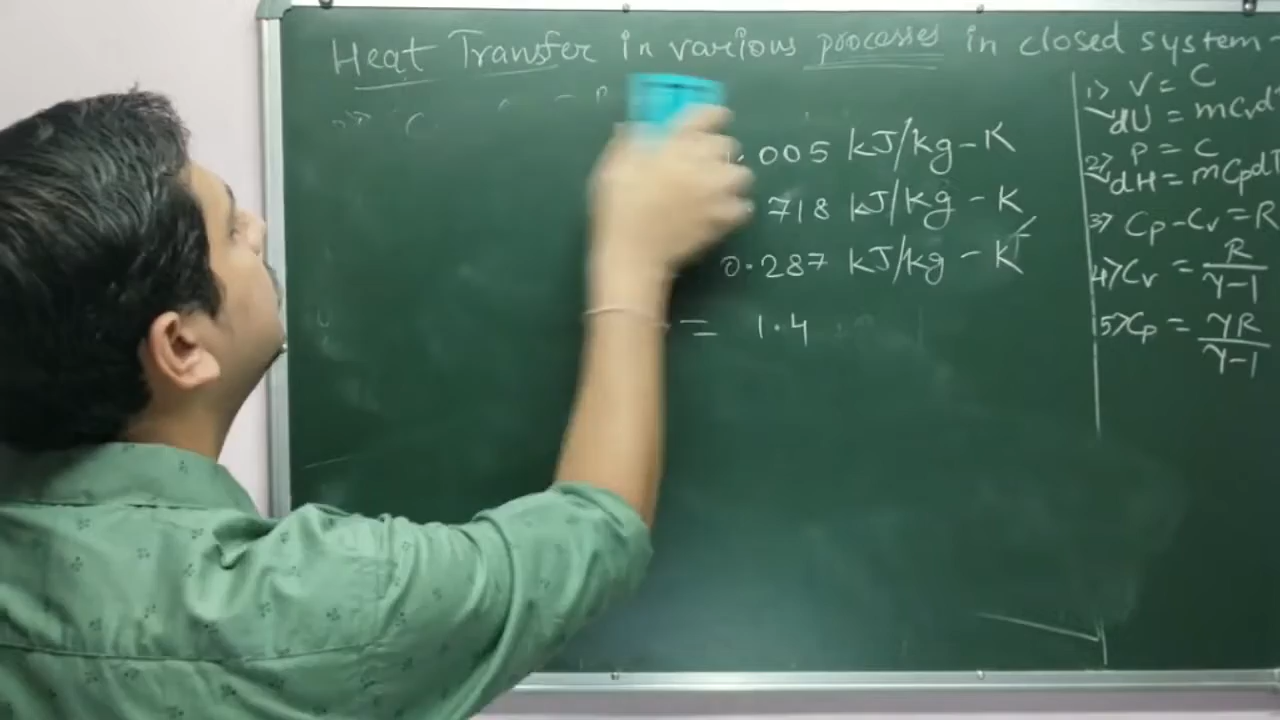 Heat Transfer in various processes in closed system-
.005 kJ/kg-K
718 kJ/kg-K
0.287 kJ/kg-K
= 1.4
1> V = C
dU = mCvd
2> P = C
dH = mCpdT
3> Cp-Cv = R
4> Cv = R/γ-1
5> Cp = γR/γ-1